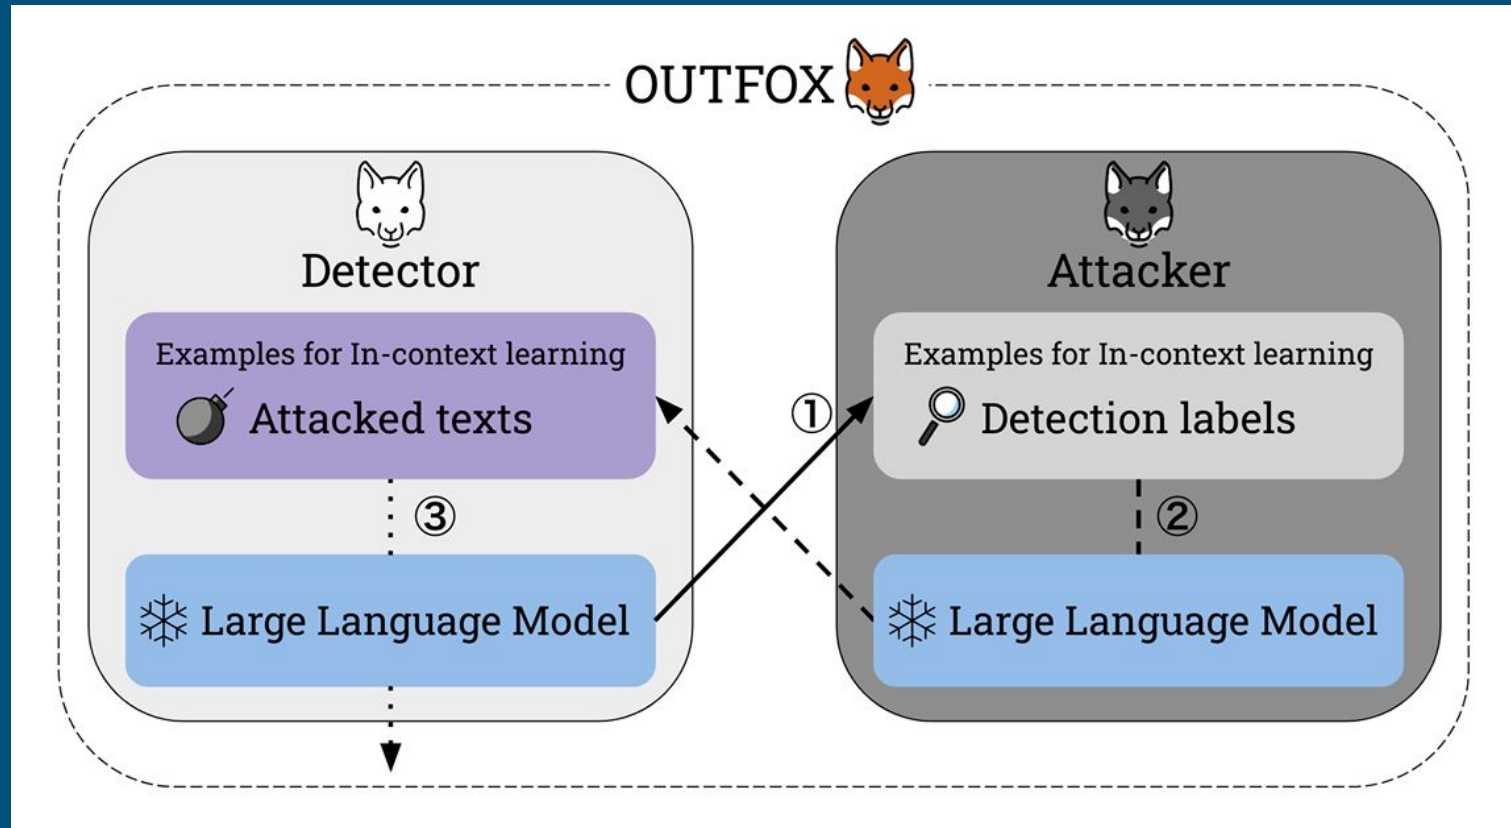 OUTFOX
Detector
Examples for In-context learning
Attacked texts
③
Large Language Model
①
Attacker
Examples for In-context learning
Detection labels
②
Large Language Model